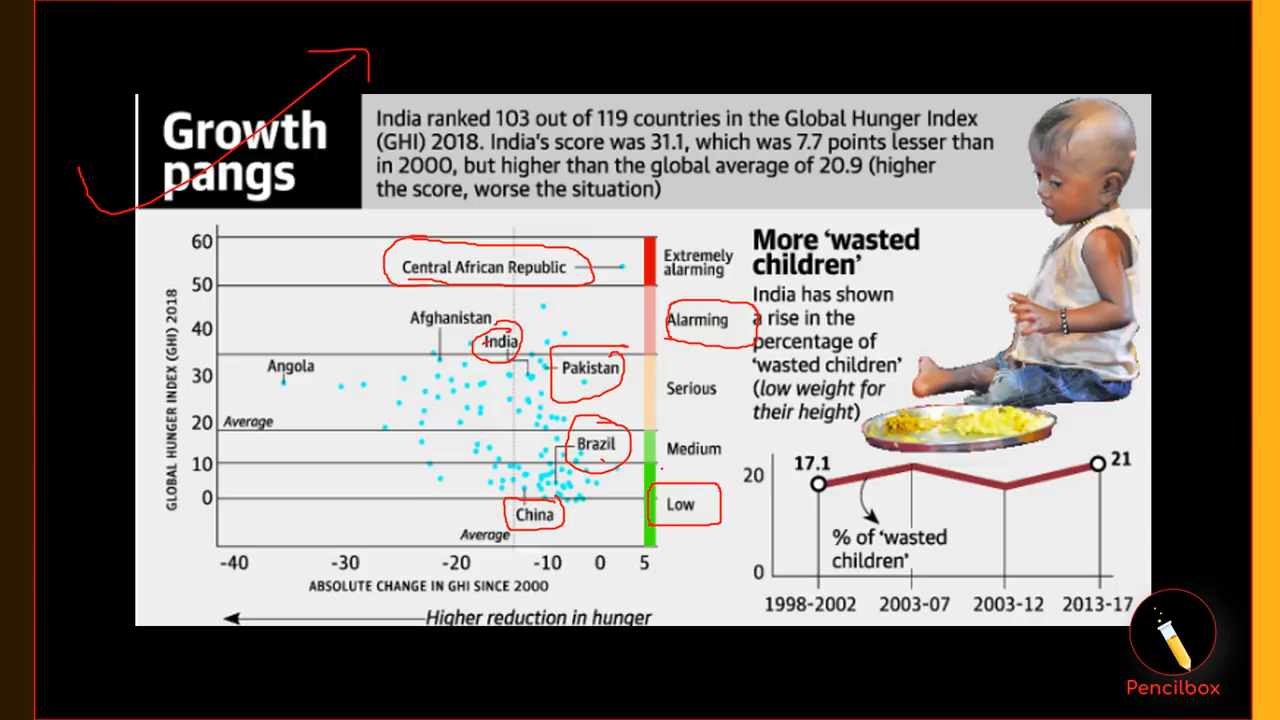 Growth
pangs
India ranked 103 out of 119 countries in the Global Hunger Index
(GHI) 2018. India's score was 31.1, which was 7.7 points lesser than
in 2000, but higher than the global average of 20.9 (higher
the score, worse the situation)
GLOBAL HUNGER INDEX (GHI) 2018
60
50
40
30
20
10
0
Central African Republic
Afghanistan
India
Angola
Pakistan
Average
Brazil
China
Average
Extremely
alarming
Alarming
Serious
Medium
Low
-40
-30
-20
-10
0
5
ABSOLUTE CHANGE IN GHI SINCE 2000
Higher reduction in hunger
More 'wasted
children'
India has shown
a rise in the
percentage of
'wasted children'
(low weight for
their height)
20
0
17.1
21
% of 'wasted
children'
1998-2002
2003-07
2003-12
2013-17
Pencilbox